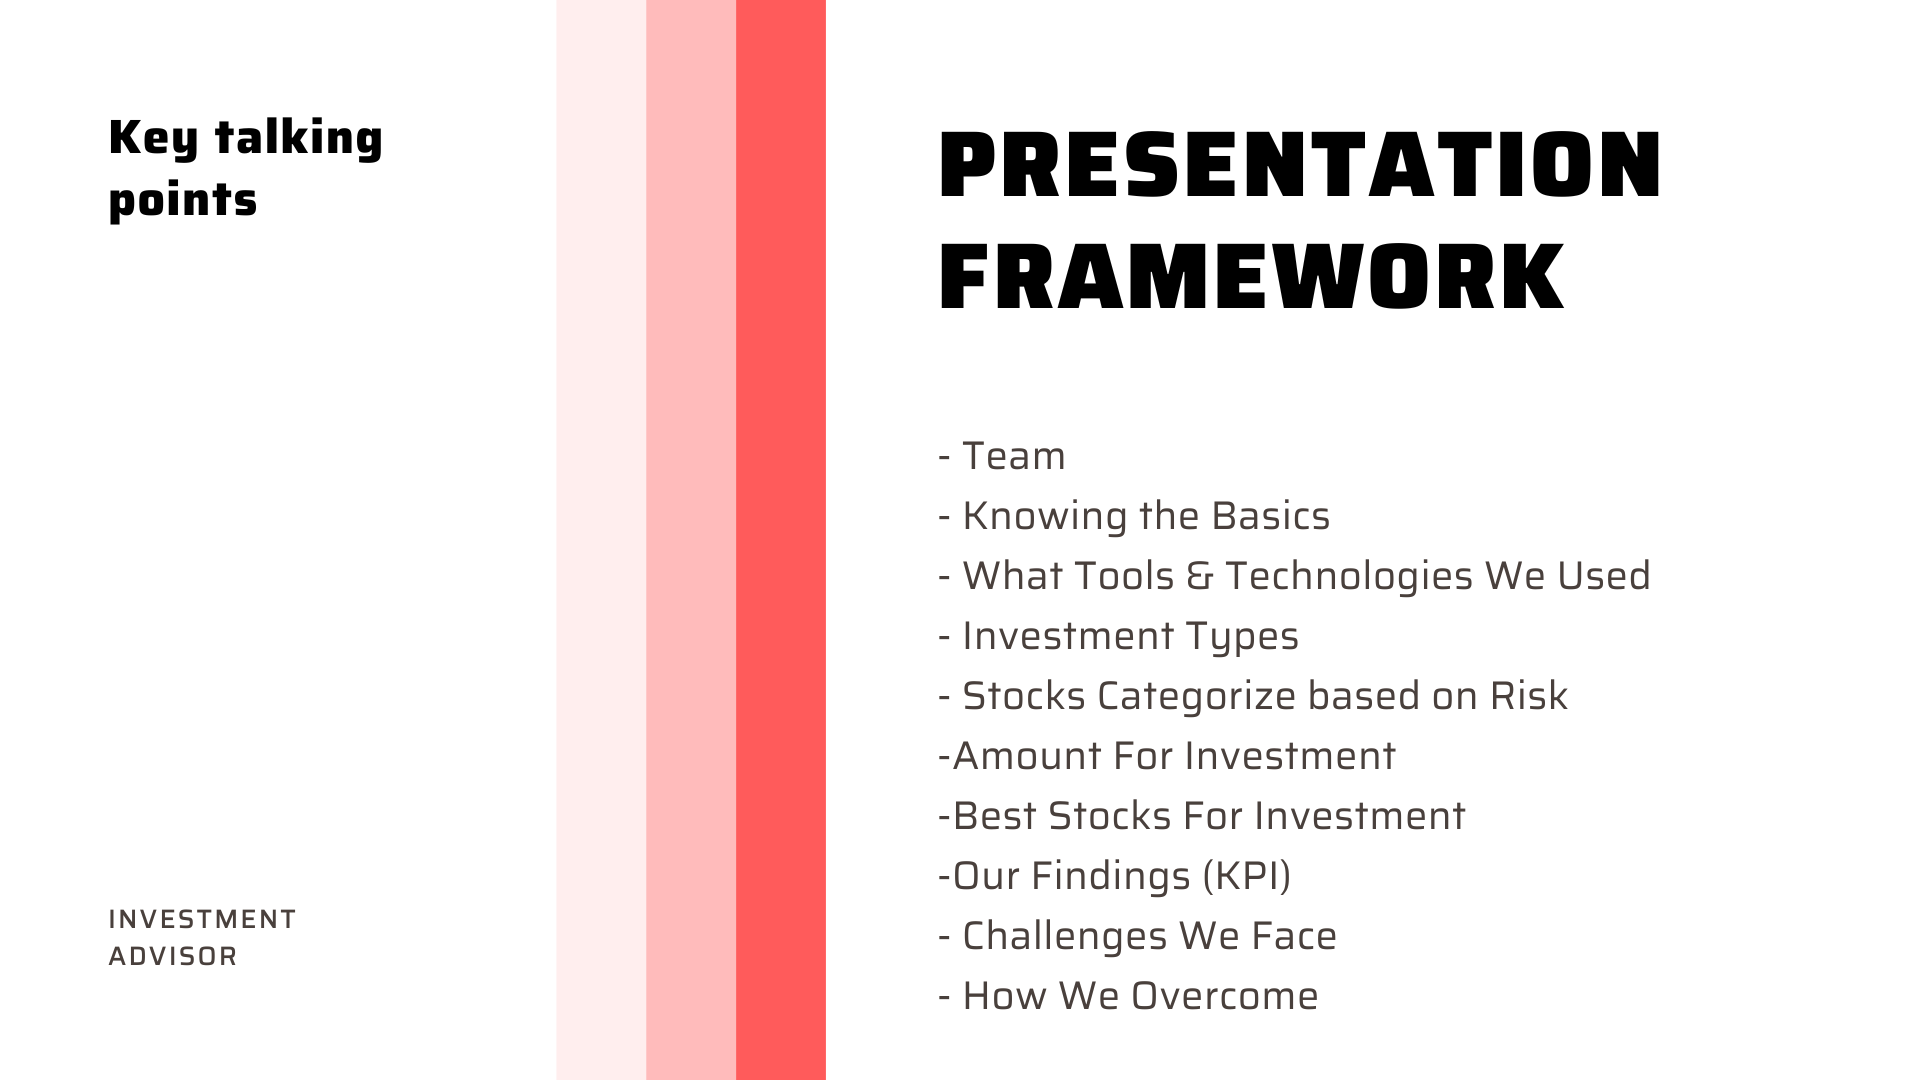 Key talking
points
INVESTMENT
ADVISOR
PRESENTATION
FRAMEWORK
- Team
- Knowing the Basics
- What Tools & Technologies We Used
- Investment Types
- Stocks Categorize based on Risk
-Amount For Investment
-Best Stocks For Investment
-Our Findings (KPI)
- Challenges We Face
- How We Overcome